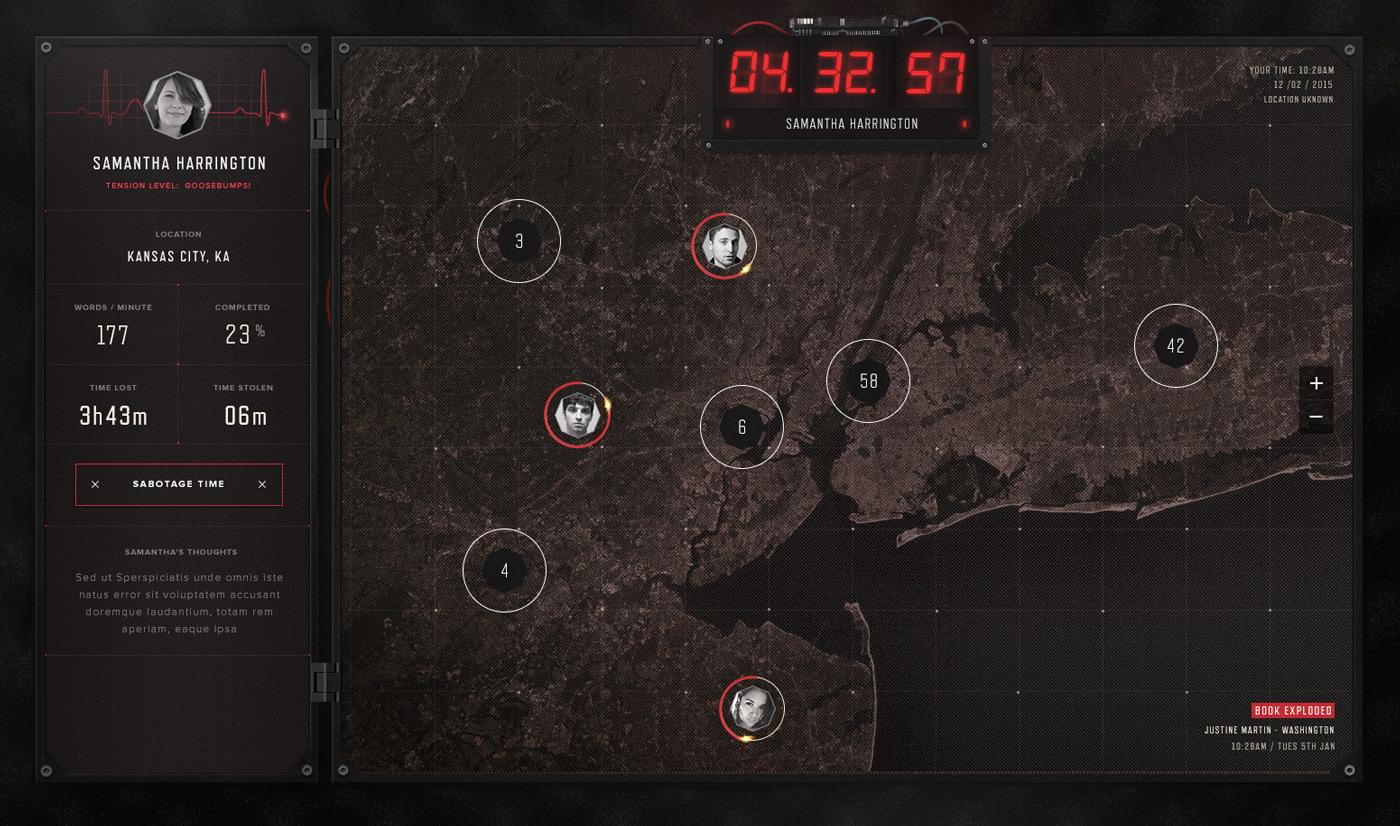 SAMANTHA HARRINGTON
TENSION LEVEL: GOOSEBUMPS!
LOCATION
KANSAS CITY, KA
WORDS / MINUTE
COMPLETED
177
23 %
TIME LOST
TIME STOLEN
3h43m
06m
× SABOTAGE TIME ×
SAMANTHA'S THOUGHTS
Sed ut Sperspiciatis unde omnis iste
natus error sit voluptatem accusant
doremque laudantium, totam rem
aperiam, eaque ipsa
04. 32. 57
SAMANTHA HARRINGTON
YOUR TIME: 10:28AM
12 /02 / 2015
LOCATION UKNOWN
3
42
58
6
4
+
−
BOOK EXPLODED
JUSTINE MARTIN - WASHINGTON
10:28AM / TUES 5TH JAN